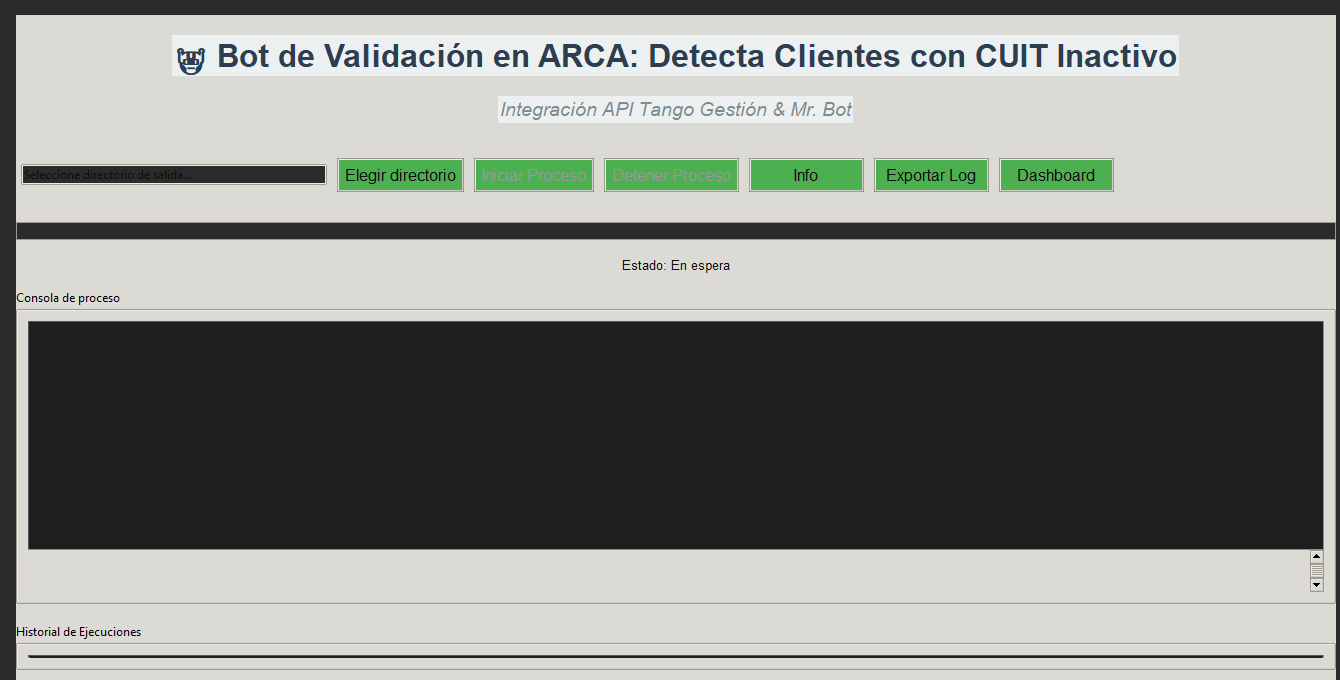 Bot de Validación en ARCA: Detecta Clientes con CUIT Inactivo
Integración API Tango Gestión & Mr. Bot
Seleccione directorio de salida...
Elegir directorio
Iniciar Proceso
Detener Proceso
Info
Exportar Log
Dashboard
Estado: En espera
Consola de proceso
Historial de Ejecuciones